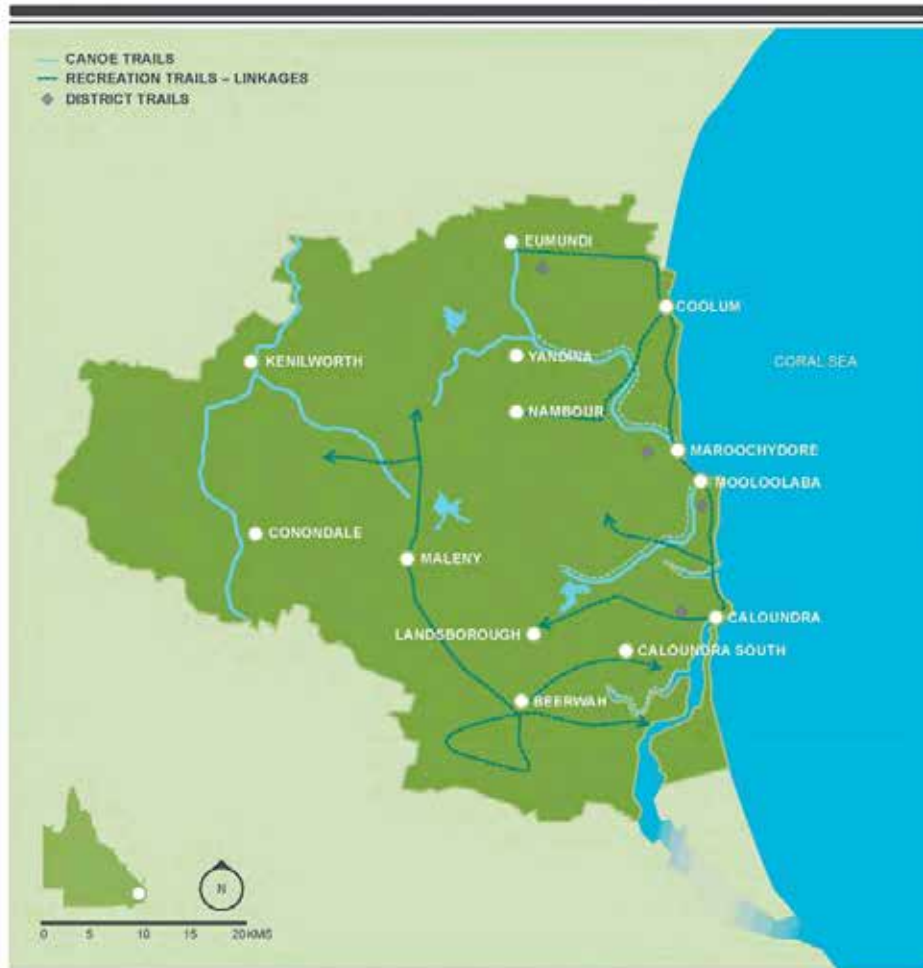 CANOE TRAILS
RECREATION TRAILS – LINKAGES
DISTRICT TRAILS
EUMUNDI
COOLUM
KENILWORTH
YANDINA
CORAL SEA
NAMBOUR
MAROOCHYDORE
MOOLOOLABA
CONONDALE
MALENY
CALOUNDRA
LANDSBOROUGH
CALOUNDRA SOUTH
BEERWAH
N
0 5 10 15 20KMS